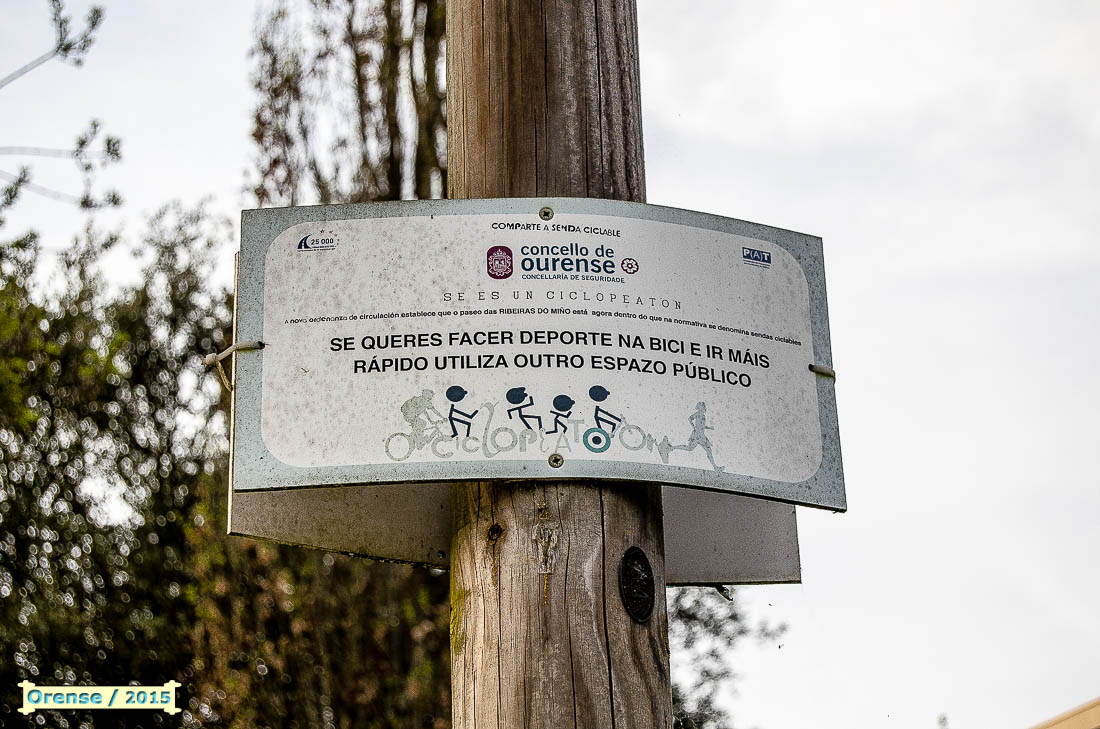 COMPARTE A SENDA CICLABLE
25 000
concello de
ourense
CONCELLARÍA DE SEGURIDADE
P(A)T
SE ES UN CICLOPEATON
A nova ordenanza de circulación establece que o paseo das RIBEIRAS DO MIÑO está agora dentro do que na normativa se denomina sendas ciclables
SE QUERES FACER DEPORTE NA BICI E IR MÁIS
RÁPIDO UTILIZA OUTRO ESPAZO PÚBLICO
CICLOPEATOON
Orense / 2015